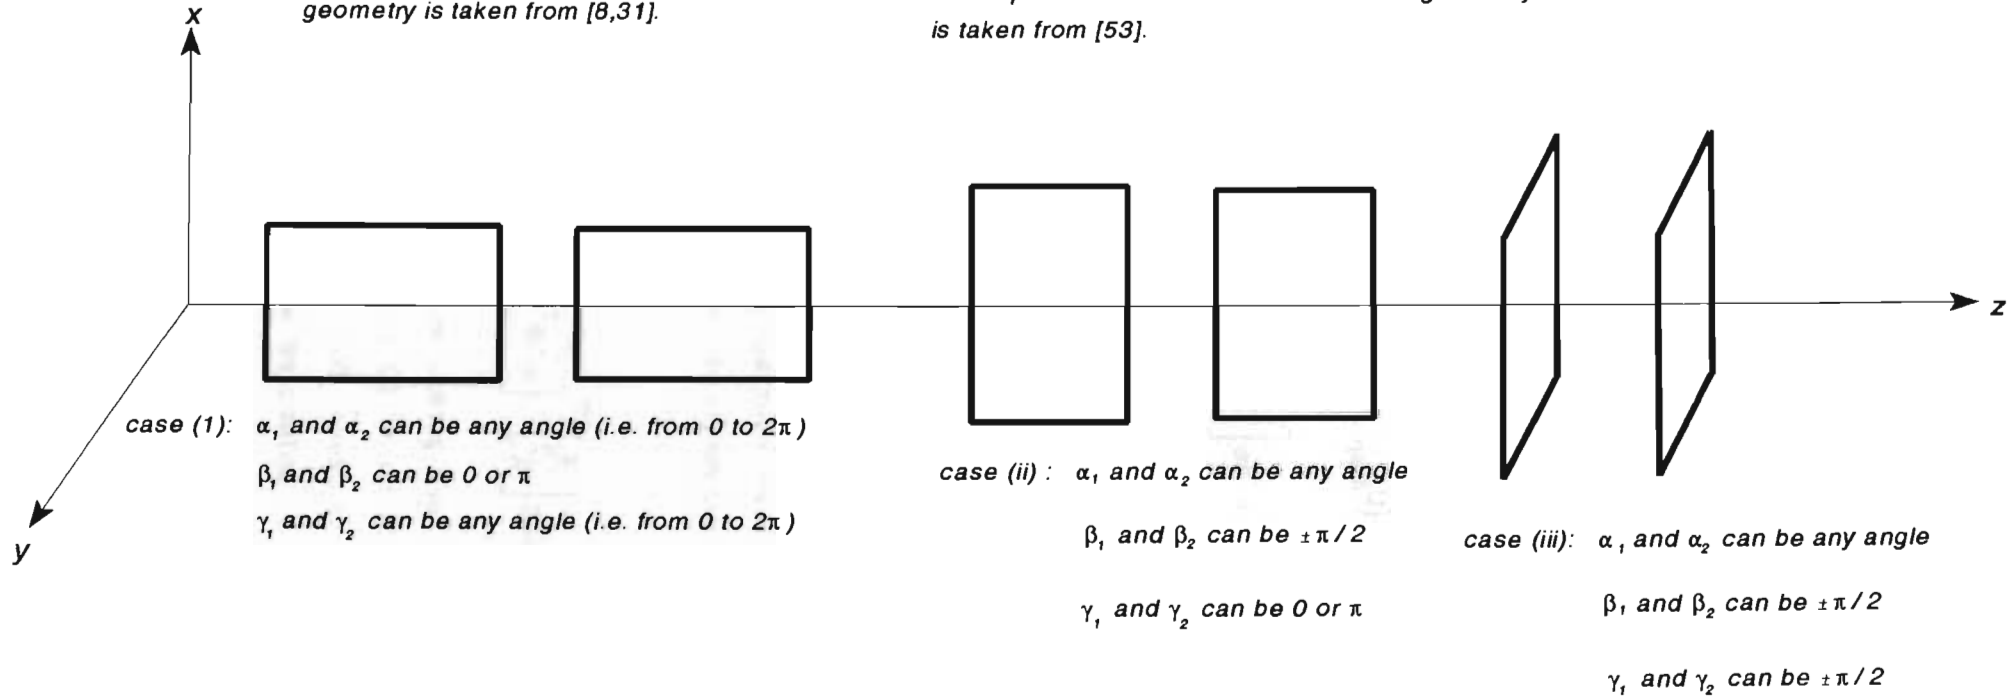 geometry is taken from [8,31].
is taken from [53].
x
z
y
case (1): α₁ and α₂ can be any angle (i.e. from 0 to 2π)
β₁ and β₂ can be 0 or π
γ₁ and γ₂ can be any angle (i.e. from 0 to 2π)
case (ii) : α₁ and α₂ can be any angle
β₁ and β₂ can be ±π/2
γ₁ and γ₂ can be 0 or π
case (iii): α₁ and α₂ can be any angle
β₁ and β₂ can be ±π/2
γ₁ and γ₂ can be ±π/2